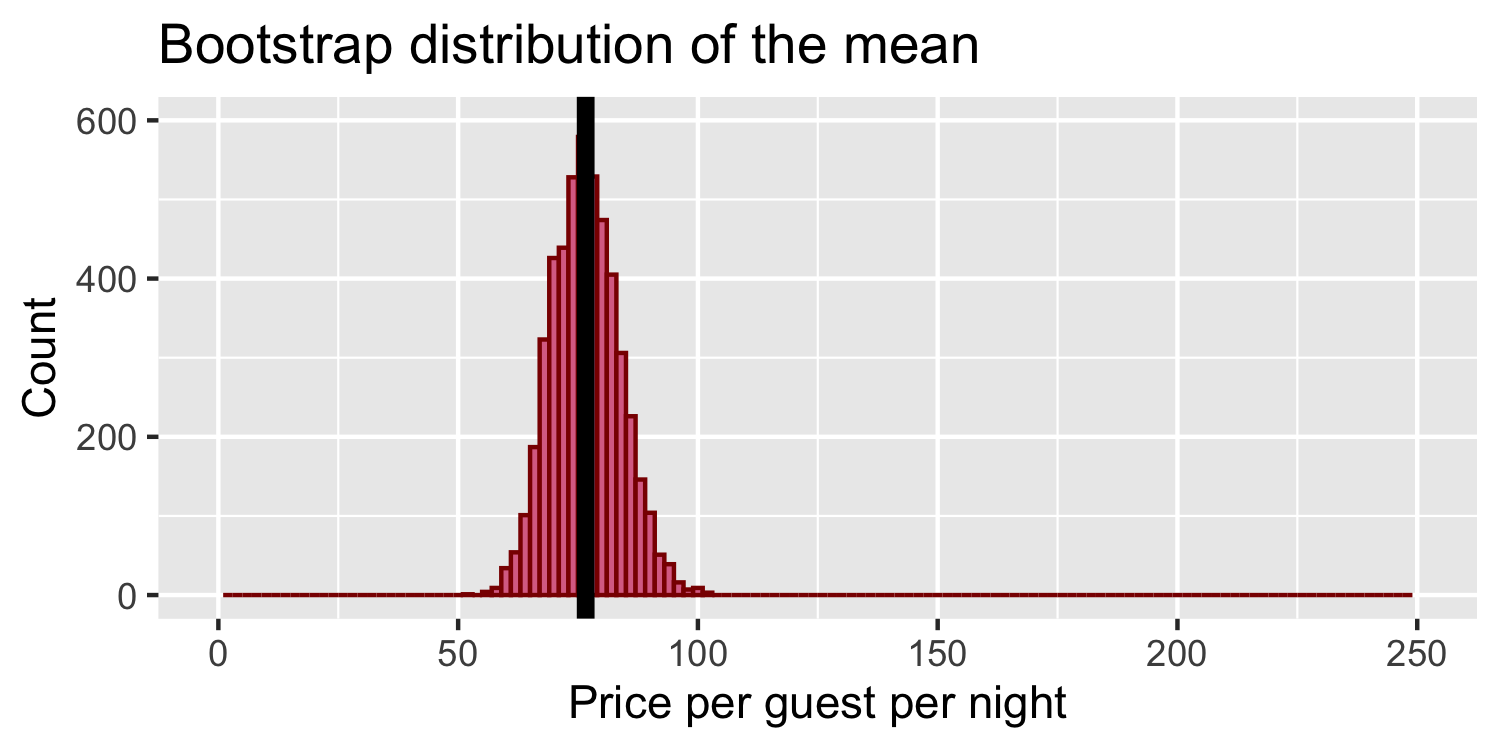 Bootstrap distribution of the mean
600
400
200
0
Count
0 50 100 150 200 250
Price per guest per night